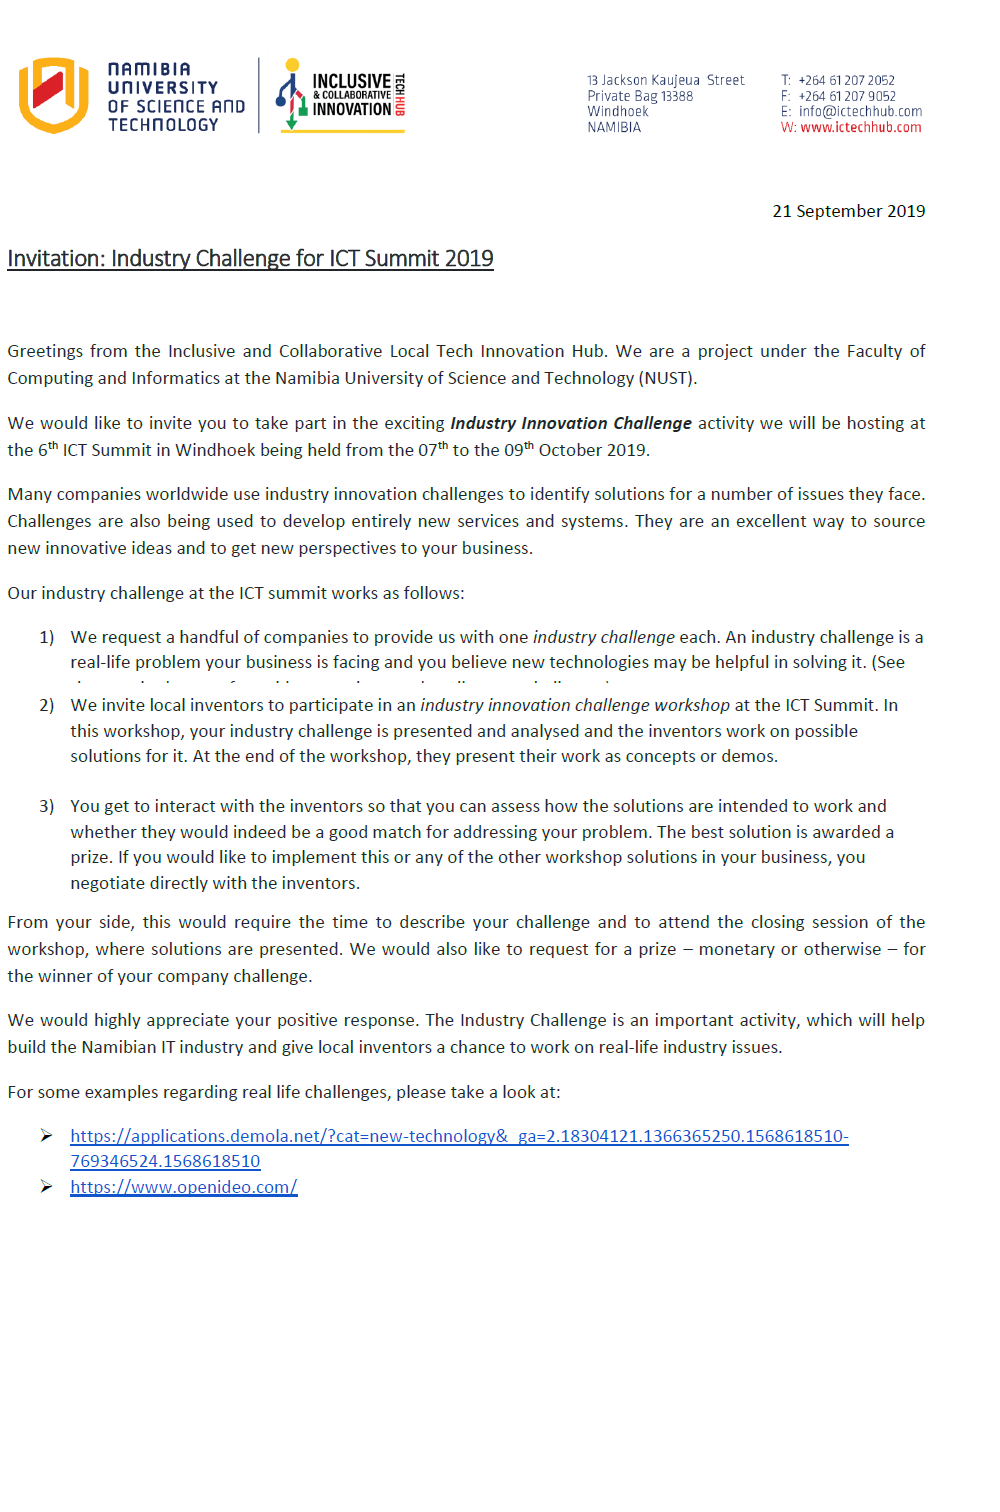 NAMIBIA
UNIVERSITY
OF SCIENCE AND
TECHNOLOGY
INCLUSIVE
& COLLABORATIVE
INNOVATION
TECH HUB
13 Jackson Kaujeua Street
Private Bag 13388
Windhoek
NAMIBIA
T: +264 61 207 2052
F: +264 61 207 9052
E: info@ictechhub.com
W: www.ictechhub.com
21 September 2019
Invitation: Industry Challenge for ICT Summit 2019
Greetings from the Inclusive and Collaborative Local Tech Innovation Hub. We are a project under the Faculty of
Computing and Informatics at the Namibia University of Science and Technology (NUST).
We would like to invite you to take part in the exciting Industry Innovation Challenge activity we will be hosting at
the 6th ICT Summit in Windhoek being held from the 07th to the 09th October 2019.
Many companies worldwide use industry innovation challenges to identify solutions for a number of issues they face.
Challenges are also being used to develop entirely new services and systems. They are an excellent way to source
new innovative ideas and to get new perspectives to your business.
Our industry challenge at the ICT summit works as follows:
1) We request a handful of companies to provide us with one industry challenge each. An industry challenge is a
real-life problem your business is facing and you believe new technologies may be helpful in solving it. (See
2) We invite local inventors to participate in an industry innovation challenge workshop at the ICT Summit. In
this workshop, your industry challenge is presented and analysed and the inventors work on possible
solutions for it. At the end of the workshop, they present their work as concepts or demos.
3) You get to interact with the inventors so that you can assess how the solutions are intended to work and
whether they would indeed be a good match for addressing your problem. The best solution is awarded a
prize. If you would like to implement this or any of the other workshop solutions in your business, you
negotiate directly with the inventors.
From your side, this would require the time to describe your challenge and to attend the closing session of the
workshop, where solutions are presented. We would also like to request for a prize – monetary or otherwise – for
the winner of your company challenge.
We would highly appreciate your positive response. The Industry Challenge is an important activity, which will help
build the Namibian IT industry and give local inventors a chance to work on real-life industry issues.
For some examples regarding real life challenges, please take a look at:
➢ https://applications.demola.net/?cat=new-technology&_ga=2.18304121.1366365250.1568618510-
769346524.1568618510
➢ https://www.openideo.com/